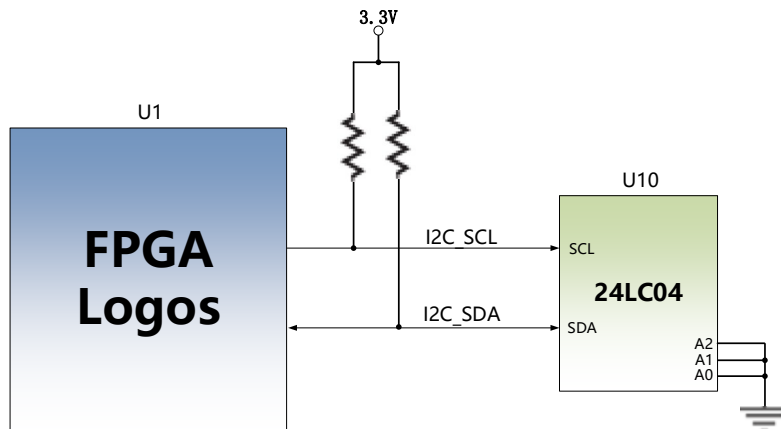 3.3V
U1
U10
FPGA
Logos
I2C_SCL
SCL
24LC04
I2C_SDA
SDA
A2
A1
A0